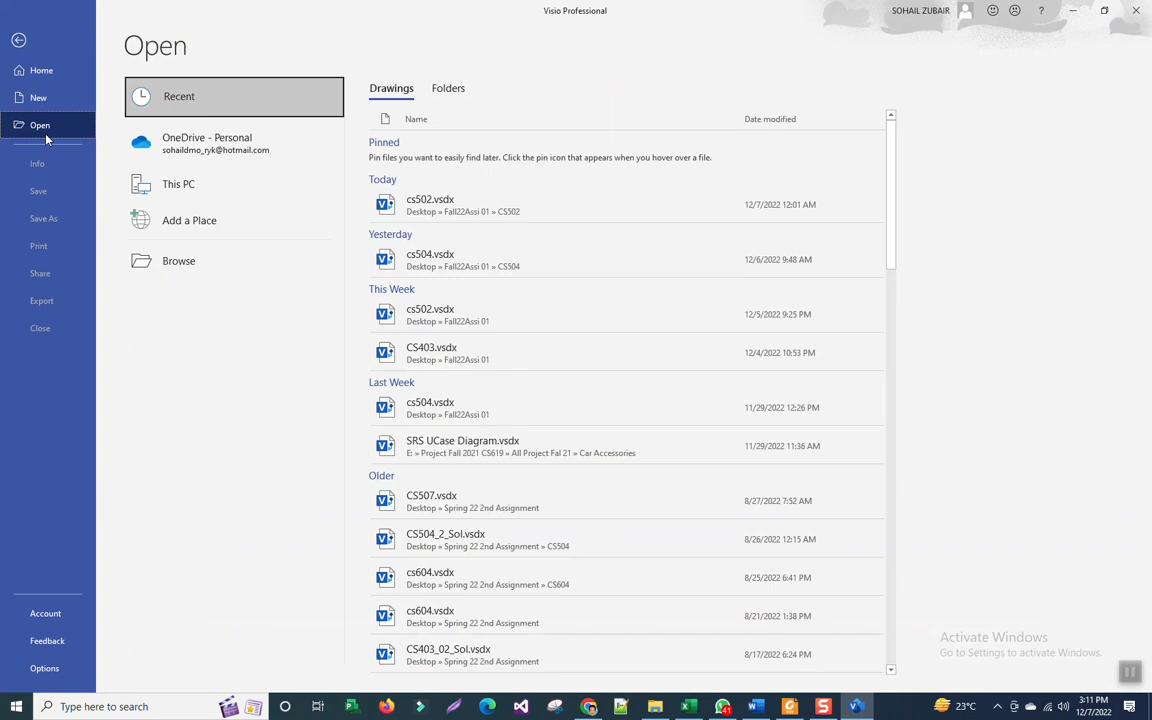 Visio Professional
SOHAIL ZUBAIR
?
Home
New
Open
Info
Save
Save As
Print
Share
Export
Close
Account
Feedback
Options
Open
Recent
OneDrive - Personal
sohaildmo_ryk@hotmail.com
This PC
Add a Place
Browse
Drawings Folders
Name Date modified
Pinned
Pin files you want to easily find later. Click the pin icon that appears when you hover over a file.
Today
cs502.vsdx 12/7/2022 12:01 AM
Desktop » Fall22Assi 01 » CS502
Yesterday
cs504.vsdx 12/6/2022 9:48 AM
Desktop » Fall22Assi 01 » CS504
This Week
cs502.vsdx 12/5/2022 9:25 PM
Desktop » Fall22Assi 01
CS403.vsdx 12/4/2022 10:53 PM
Desktop » Fall22Assi 01
Last Week
cs504.vsdx 11/29/2022 12:26 PM
Desktop » Fall22Assi 01
SRS UCase Diagram.vsdx 11/29/2022 11:36 AM
E: » Project Fall 2021 CS619 » All Project Fal 21 » Car Accessories
Older
CS507.vsdx 8/27/2022 7:52 AM
Desktop » Spring 22 2nd Assignment
CS504_2_Sol.vsdx 8/26/2022 12:15 AM
Desktop » Spring 22 2nd Assignment » CS504
cs604.vsdx 8/25/2022 6:41 PM
Desktop » Spring 22 2nd Assignment » CS604
cs604.vsdx 8/21/2022 1:38 PM
Desktop » Spring 22 2nd Assignment
CS403_02_Sol.vsdx 8/17/2022 6:24 PM
Desktop » Spring 22 2nd Assignment
Activate Windows
Go to Settings to activate Windows.
Type here to search
41
23°C
3:11 PM
12/7/2022